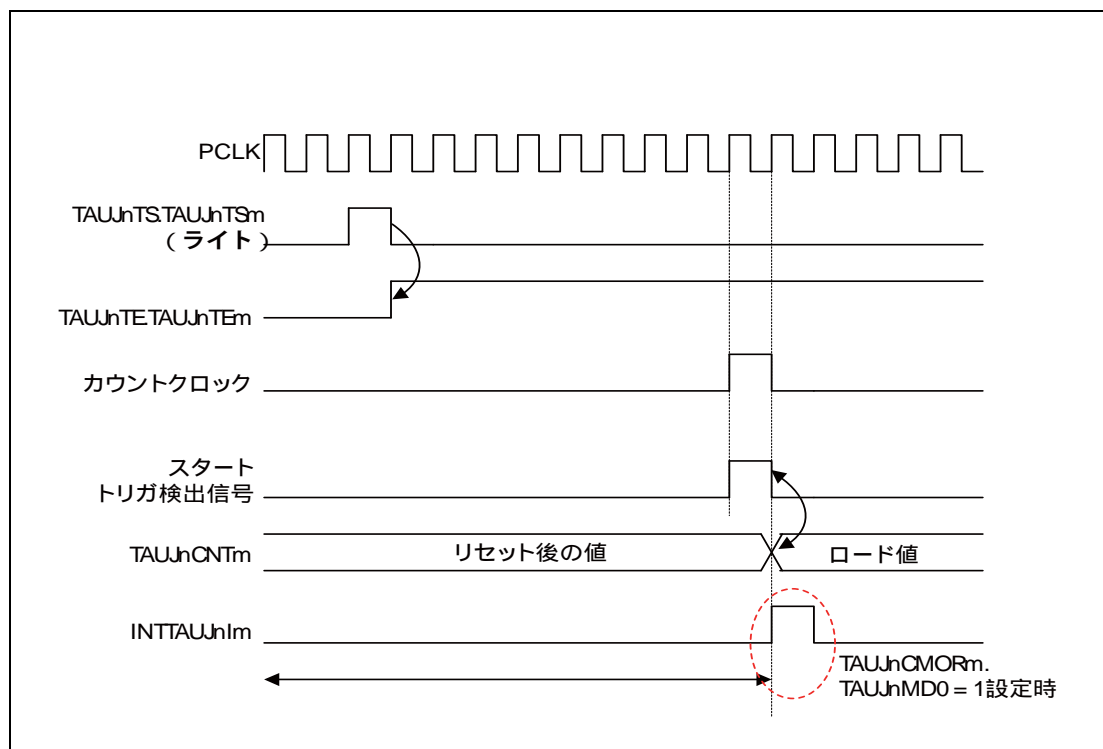 PCLK
TAUJnTS.TAUJnTSm
(ライト)
TAUJnTE.TAUJnTEm
カウントクロック
スタート
トリガ検出信号
TAUJnCNTm
リセット後の値
ロード値
INTTAUJnIm
TAUJnCMORm.
TAUJnMD0 = 1設定時